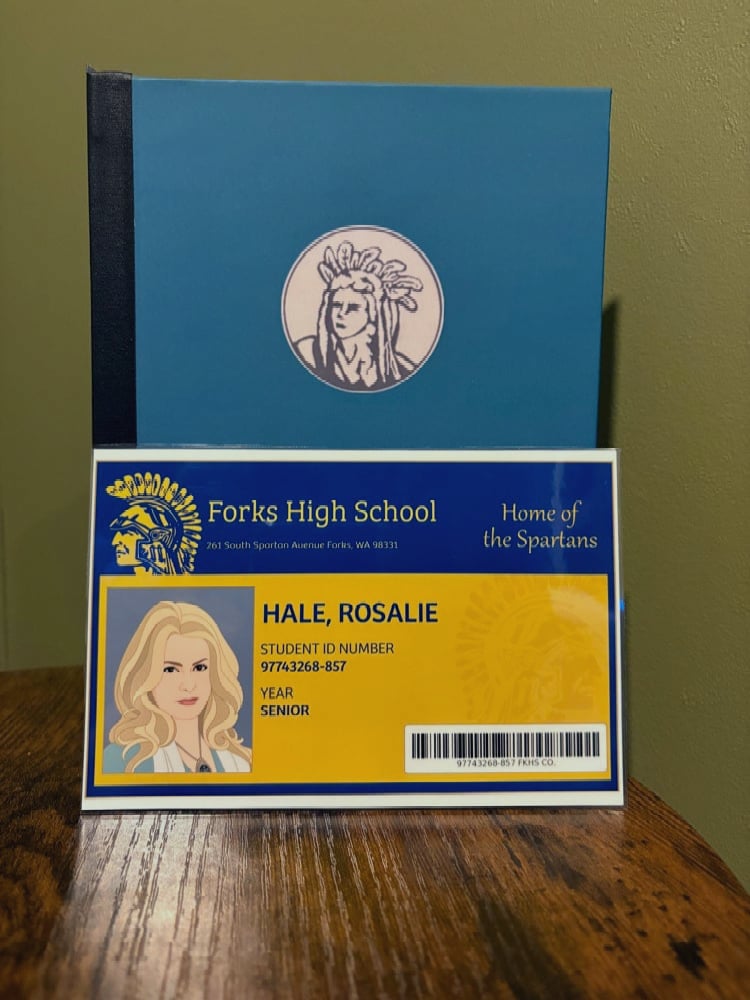 Forks High School
261 South Spartan Avenue Forks, WA 98331
Home of
the Spartans
HALE, ROSALIE
STUDENT ID NUMBER
97743268-857
YEAR
SENIOR
97743268-857 FKHS CO.